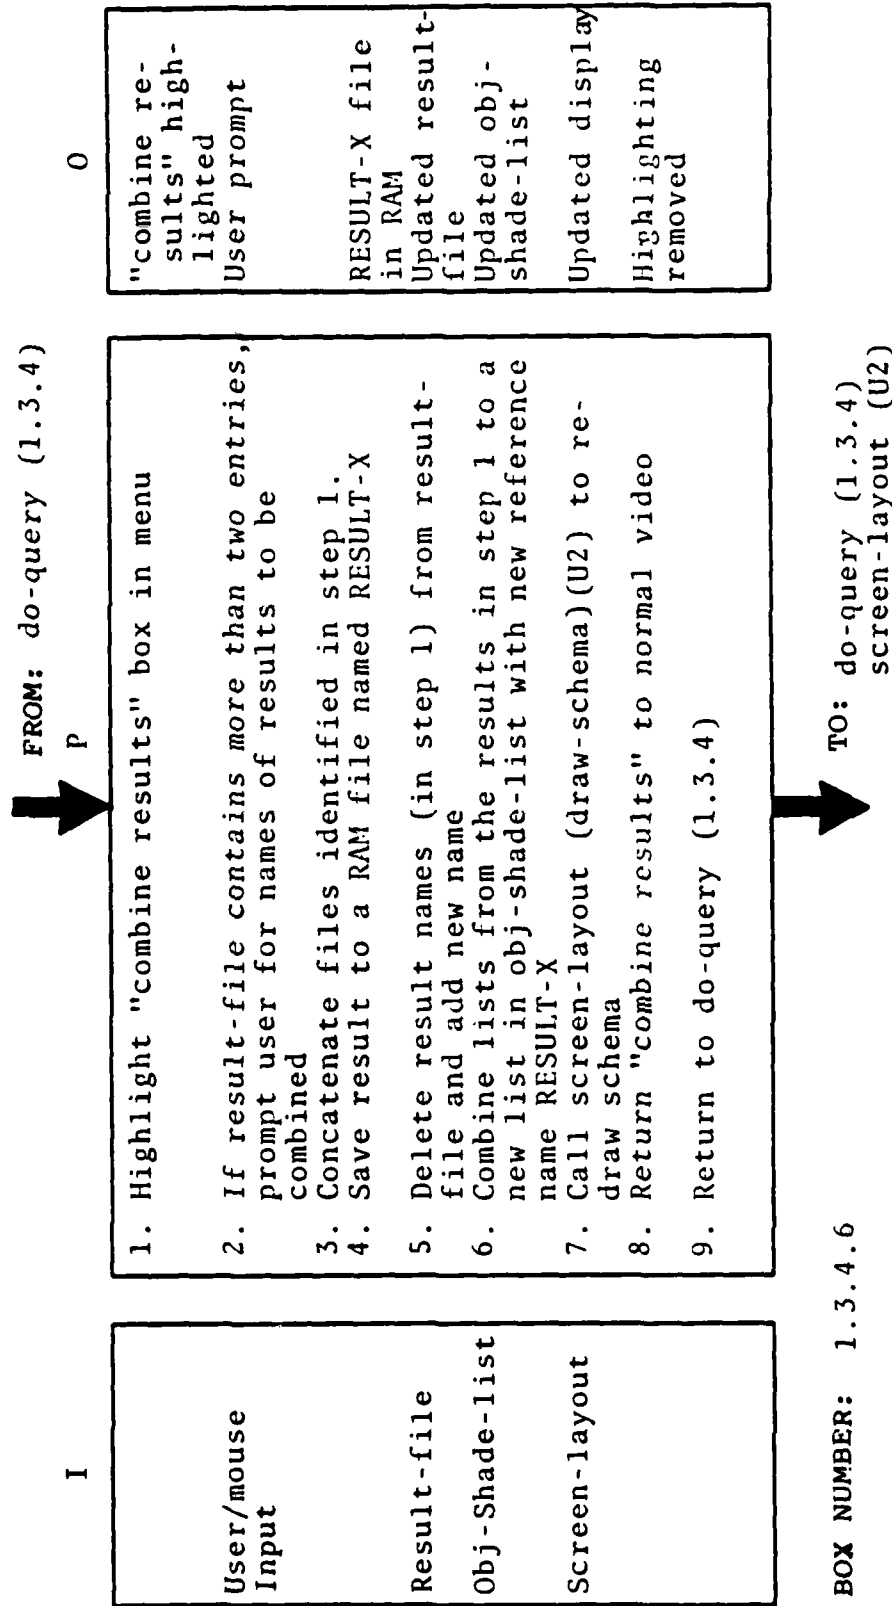 FROM: do-query (1.3.4)
I
P
O
User/mouse
Input
Result-file
Obj-Shade-list
Screen-layout
1. Highlight "combine results" box in menu
2. If result-file contains more than two entries,
prompt user for names of results to be
combined
3. Concatenate files identified in step 1.
4. Save result to a RAM file named RESULT-X
5. Delete result names (in step 1) from result-
file and add new name
6. Combine lists from the results in step 1 to a
new list in obj-shade-list with new reference
name RESULT-X
7. Call screen-layout (draw-schema)(U2) to re-
draw schema
8. Return "combine results" to normal video
9. Return to do-query (1.3.4)
"combine re-
sults" high-
lighted
User prompt
RESULT-X file
in RAM
Updated result-
file
Updated obj-
shade-list
Updated display
Highlighting
removed
BOX NUMBER: 1.3.4.6
TO: do-query (1.3.4)
screen-layout (U2)